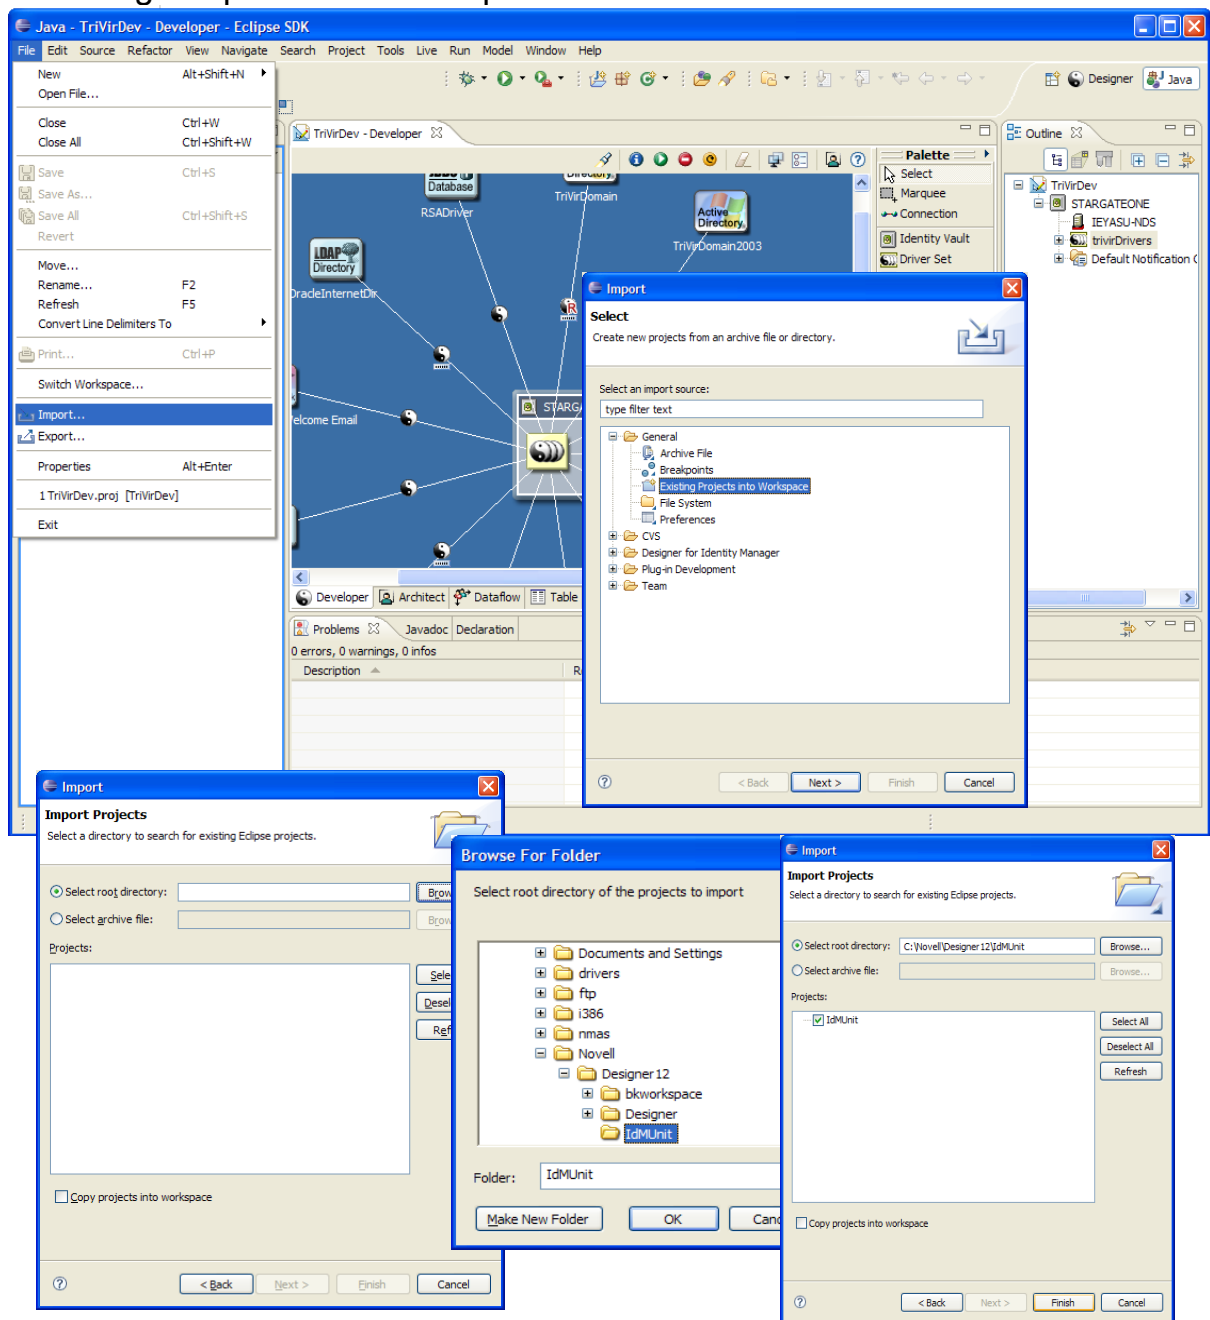 Java - TriVirDev - Developer - Eclipse SDK
File Edit Source Refactor View Navigate Search Project Tools Live Run Model Window Help
New Alt+Shift+N
Open File...
Close Ctrl+W
Close All Ctrl+Shift+W
Save Ctrl+S
Save As...
Save All Ctrl+Shift+S
Revert
Move...
Rename... F2
Refresh F5
Convert Line Delimiters To
Print... Ctrl+P
Switch Workspace...
Import...
Export...
Properties Alt+Enter
1 TriVirDev.proj [TriVirDev]
Exit
Designer Java
TriVirDev - Developer
Database
RSADriver
Directory
TriVirDomain
Active
Directory
TriVirDomain2003
LDAP
Directory
OracleInternetDir
elcome Email
STARG
Palette
Select
Marquee
Connection
Identity Vault
Driver Set
Outline
TriVirDev
STARGATEONE
IEYASU-NDS
trivirDrivers
Default Notification C
Developer Architect Dataflow Table
Problems Javadoc Declaration
0 errors, 0 warnings, 0 infos
Description R
Import
Select
Create new projects from an archive file or directory.
Select an import source:
type filter text
General
Archive File
Breakpoints
Existing Projects into Workspace
File System
Preferences
CVS
Designer for Identity Manager
Plug-in Development
Team
< Back Next > Finish Cancel
Import
Import Projects
Select a directory to search for existing Eclipse projects.
Select root directory: Brow
Select archive file: Brow
Projects:
Sele
Desel
Ref
Copy projects into workspace
< Back Next > Finish Cancel
Browse For Folder
Select root directory of the projects to import
Documents and Settings
drivers
ftp
i386
nmas
Novell
Designer12
bkworkspace
Designer
IdMUnit
Folder: IdMUnit
Make New Folder OK Canc
Import
Import Projects
Select a directory to search for existing Eclipse projects.
Select root directory: C:\Novell\Designer12\IdMUnit Browse...
Select archive file: Browse...
Projects:
IdMUnit
Select All
Deselect All
Refresh
Copy projects into workspace
< Back Next > Finish Cancel